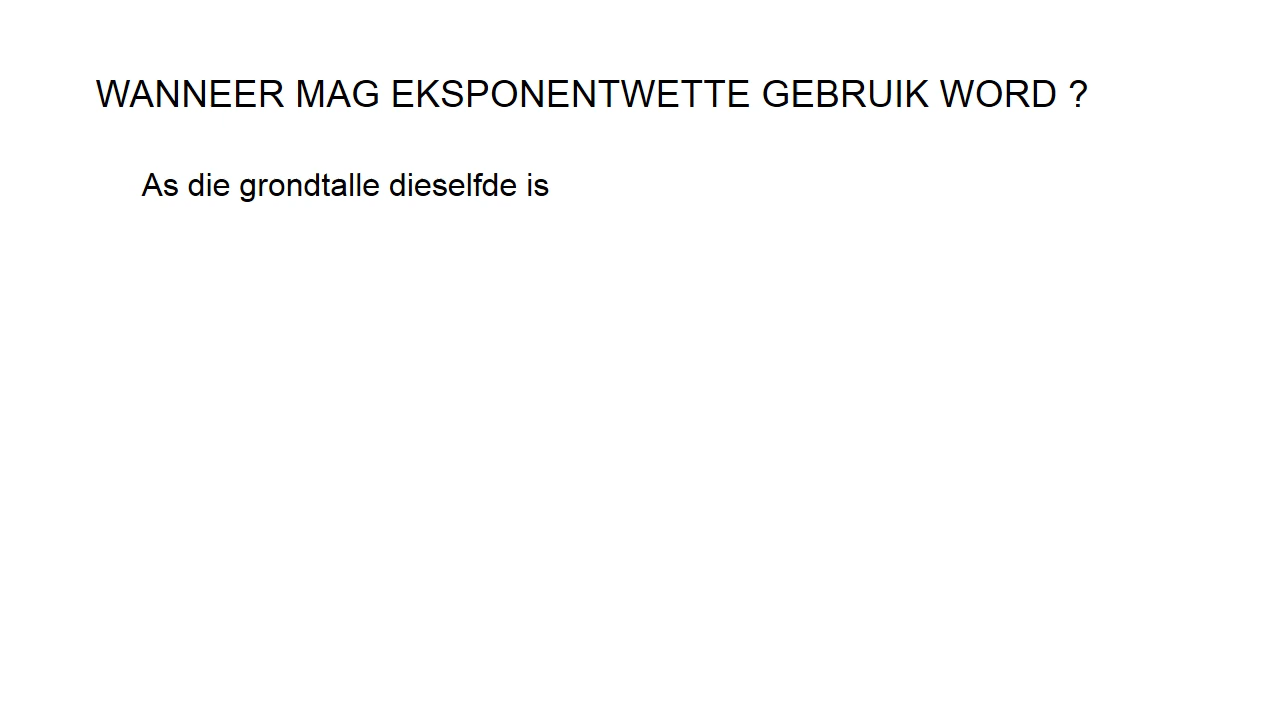 WANNEER MAG EKSPONENTWETTE GEBRUIK WORD ?
As die grondtalle dieselfde is